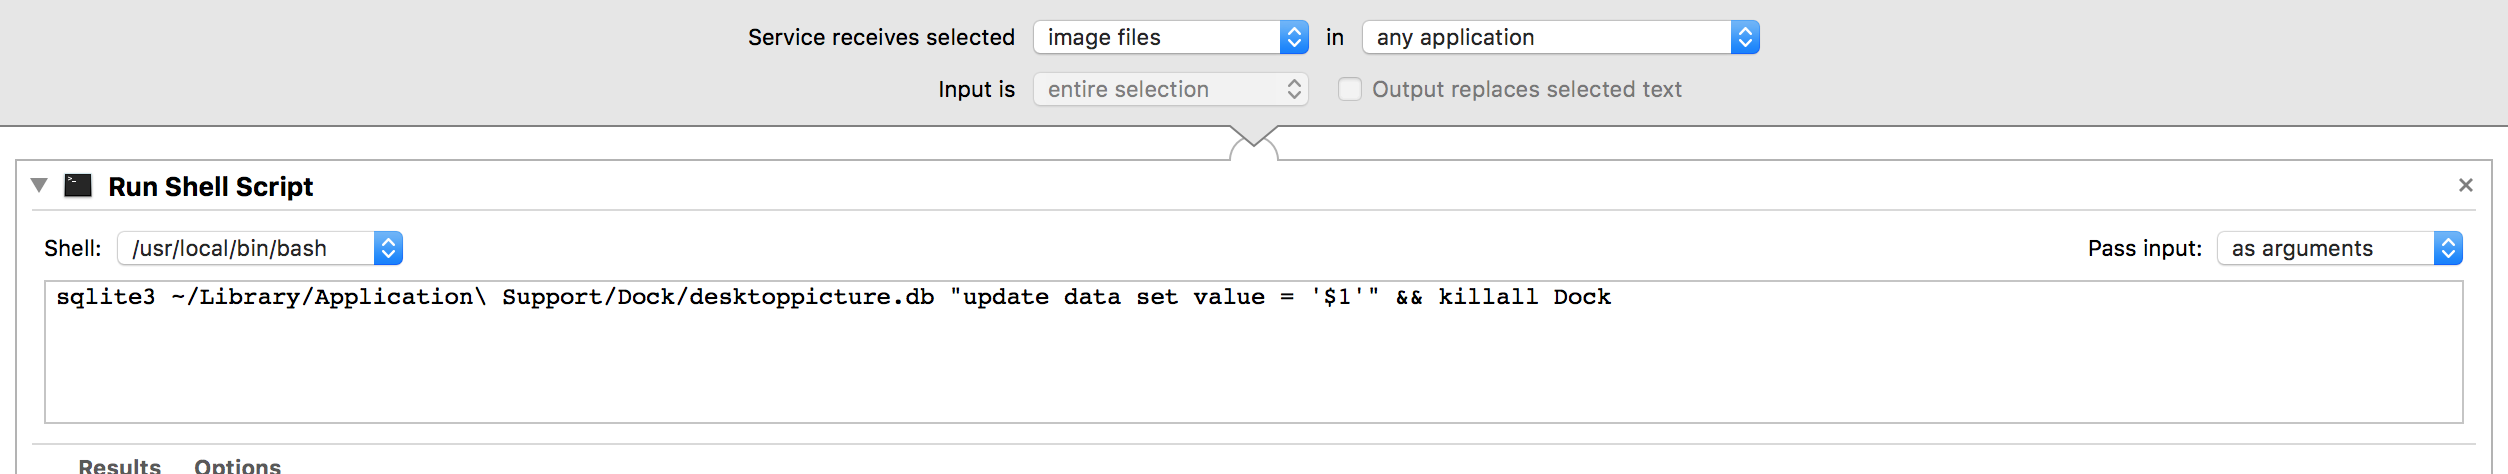 Service receives selected image files in any application
Input is entire selection Output replaces selected text
>_ Run Shell Script
Shell: /usr/local/bin/bash Pass input: as arguments
sqlite3 ~/Library/Application\ Support/Dock/desktoppicture.db "update data set value = '$1'" && killall Dock
Results Options